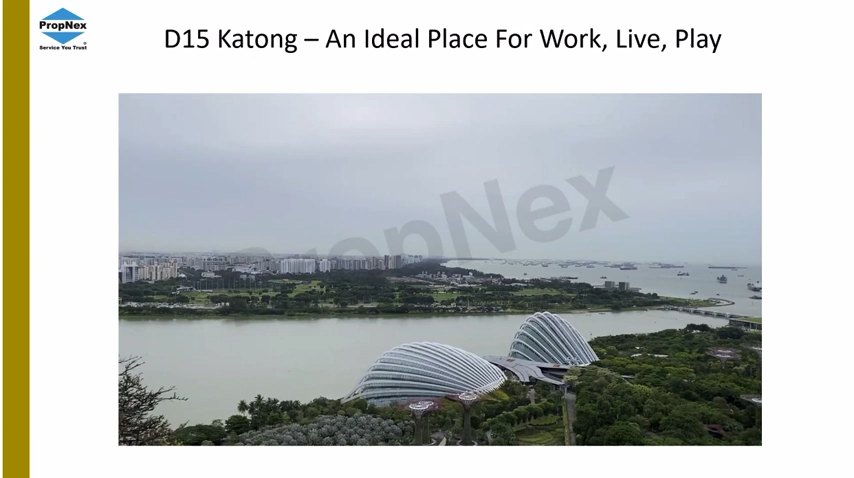 PropNex
Service You Trust
D15 Katong – An Ideal Place For Work, Live, Play
PropNex